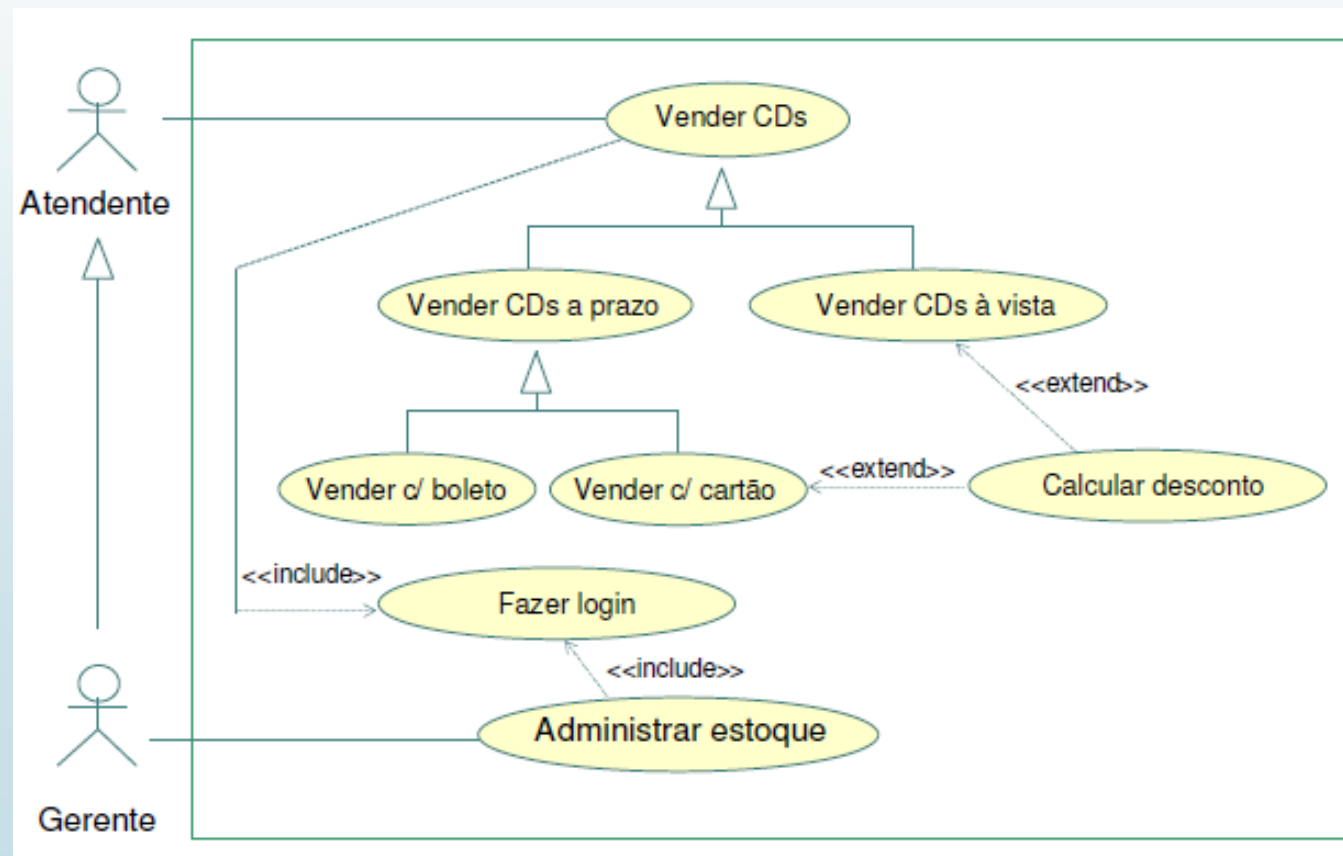 Vender CDs
Atendente
Vender CDs a prazo
Vender CDs à vista
<<extend>>
Vender c/ boleto
Vender c/ cartão
<<extend>>
Calcular desconto
<<include>>
Fazer login
<<include>>
Administrar estoque
Gerente